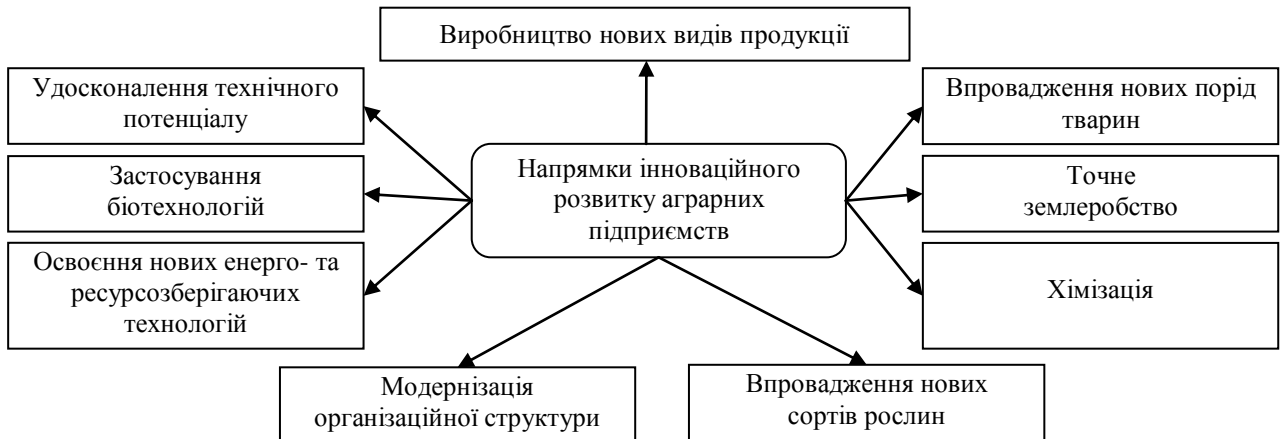 Виробництво нових видів продукції
Удосконалення технічного
потенціалу
Впровадження нових порід
тварин
Напрямки інноваційного
розвитку аграрних
підприємств
Застосування
біотехнологій
Точне
землеробство
Освоєння нових енерго- та
ресурсозберігаючих
технологій
Хімізація
Модернізація
організаційної структури
Впровадження нових
сортів рослин